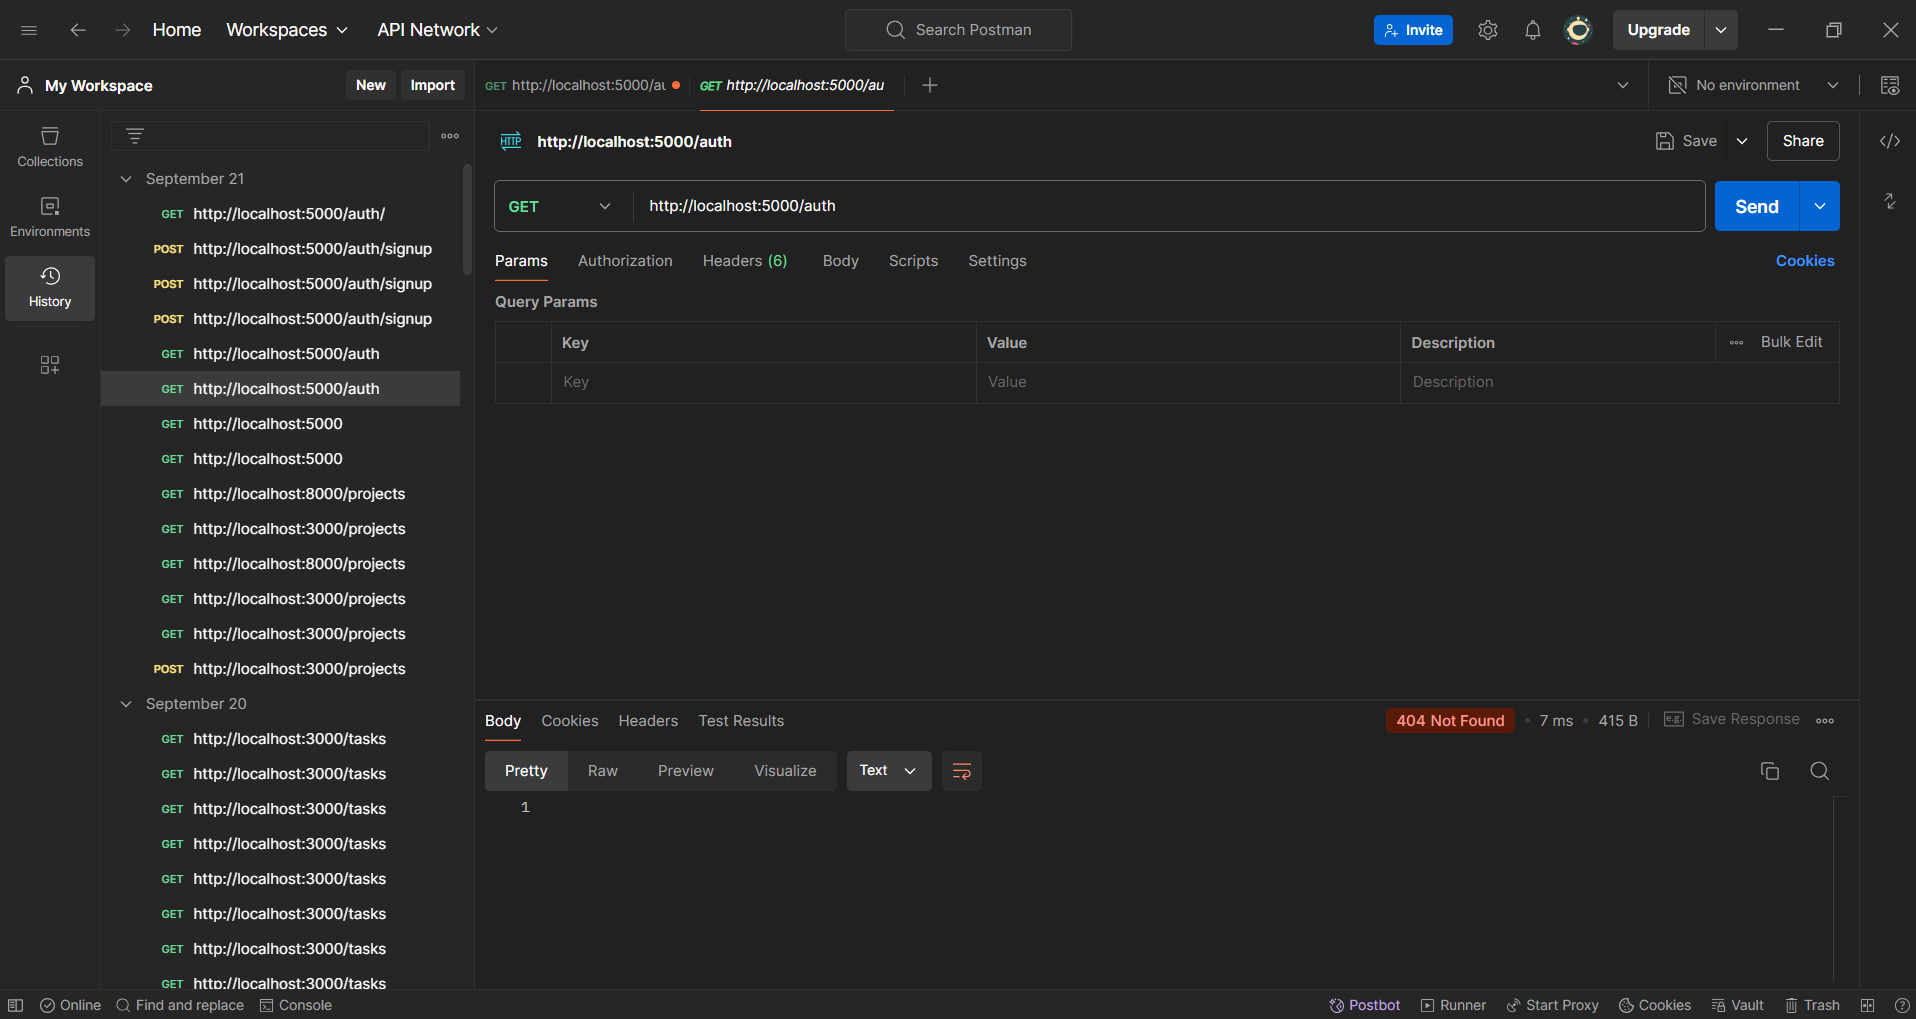 Home Workspaces API Network Search Postman Invite Upgrade
My Workspace New Import GET http://localhost:5000/au GET http://localhost:5000/au No environment
Collections
Environments
History
September 21
GET http://localhost:5000/auth/
POST http://localhost:5000/auth/signup
POST http://localhost:5000/auth/signup
POST http://localhost:5000/auth/signup
GET http://localhost:5000/auth
GET http://localhost:5000/auth
GET http://localhost:5000
GET http://localhost:5000
GET http://localhost:8000/projects
GET http://localhost:3000/projects
GET http://localhost:8000/projects
GET http://localhost:3000/projects
GET http://localhost:3000/projects
POST http://localhost:3000/projects
September 20
GET http://localhost:3000/tasks
GET http://localhost:3000/tasks
GET http://localhost:3000/tasks
GET http://localhost:3000/tasks
GET http://localhost:3000/tasks
GET http://localhost:3000/tasks
GET http://localhost:3000/tasks
GET http://localhost:3000/tasks
HTTP http://localhost:5000/auth Save Share
GET http://localhost:5000/auth Send
Params Authorization Headers (6) Body Scripts Settings Cookies
Query Params
Key Value Description Bulk Edit
Key Value Description
Body Cookies Headers Test Results 404 Not Found 7 ms 415 B e.g. Save Response
Pretty Raw Preview Visualize Text
1
Online Find and replace Console Postbot Runner Start Proxy Cookies Vault Trash